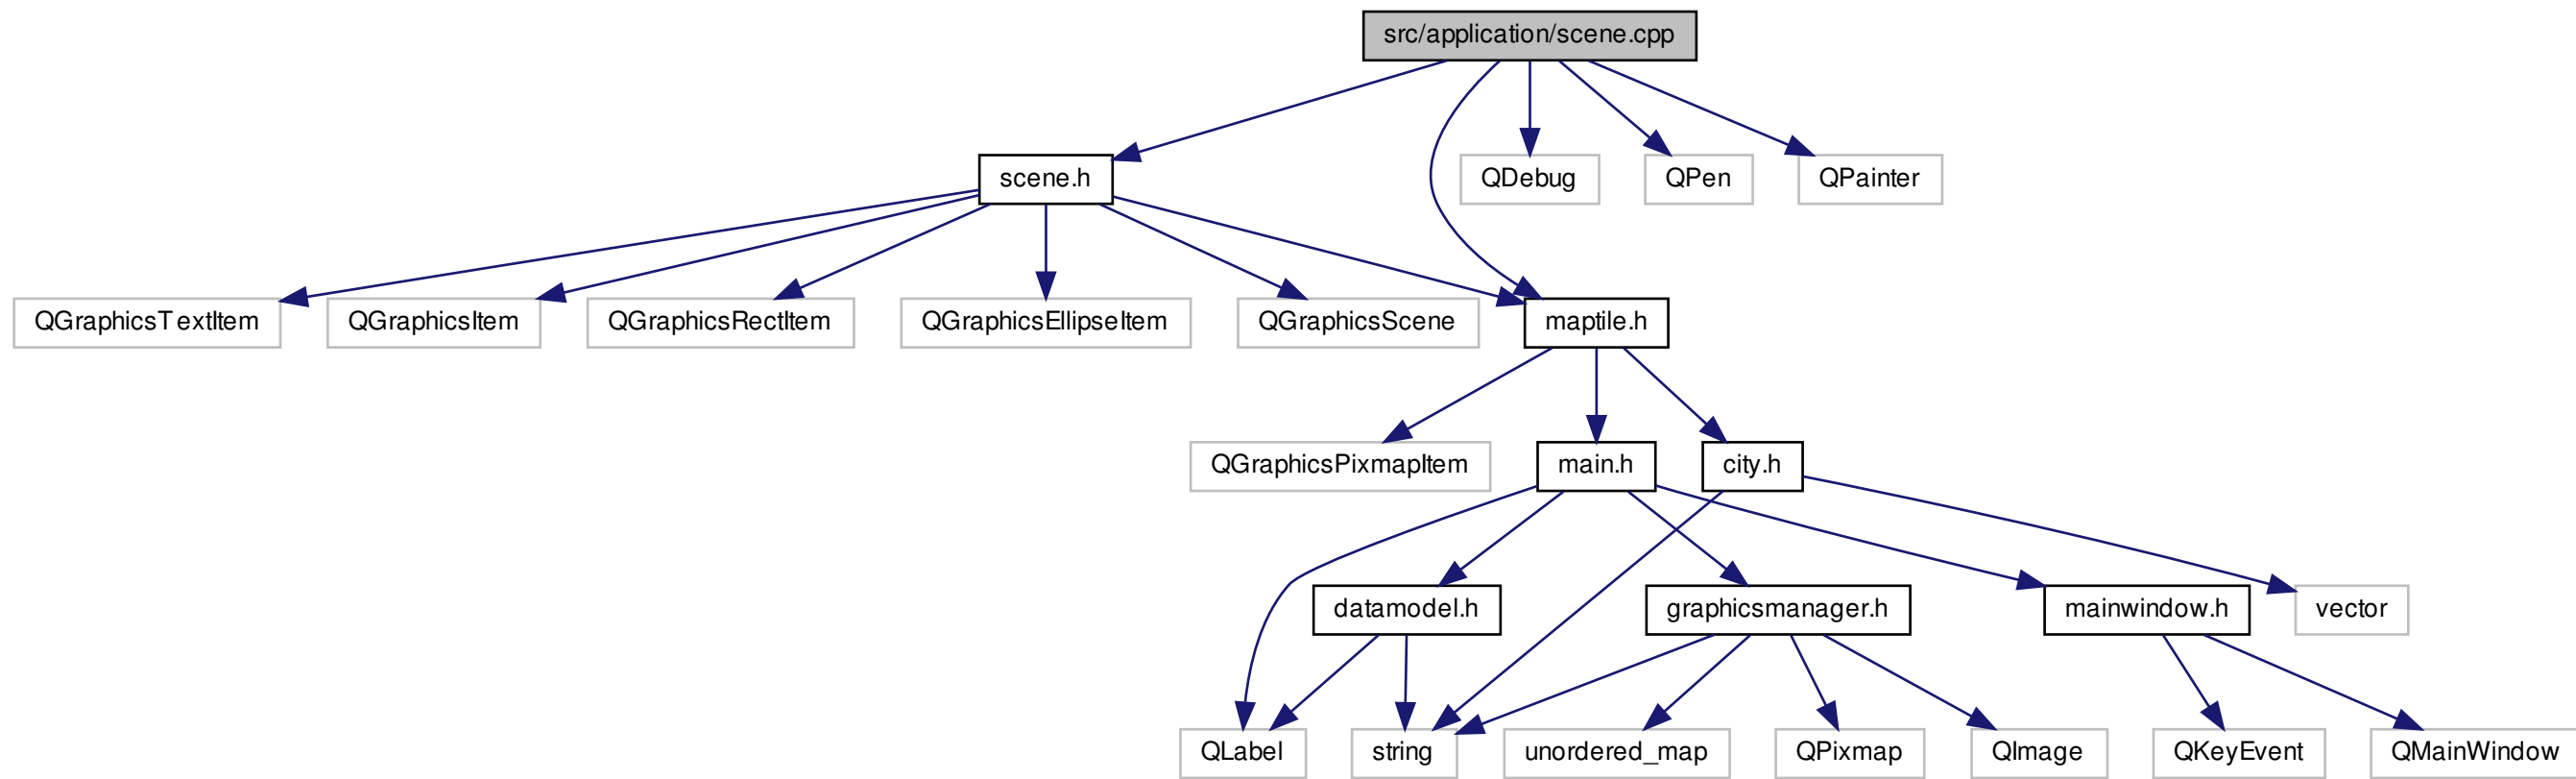 src/application/scene.cpp
scene.h
QDebug
QPen
QPainter
QGraphicsTextItem
QGraphicsItem
QGraphicsRectItem
QGraphicsEllipseItem
QGraphicsScene
maptile.h
QGraphicsPixmapItem
main.h
city.h
datamodel.h
graphicsmanager.h
mainwindow.h
vector
QLabel
string
unordered_map
QPixmap
QImage
QKeyEvent
QMainWindow